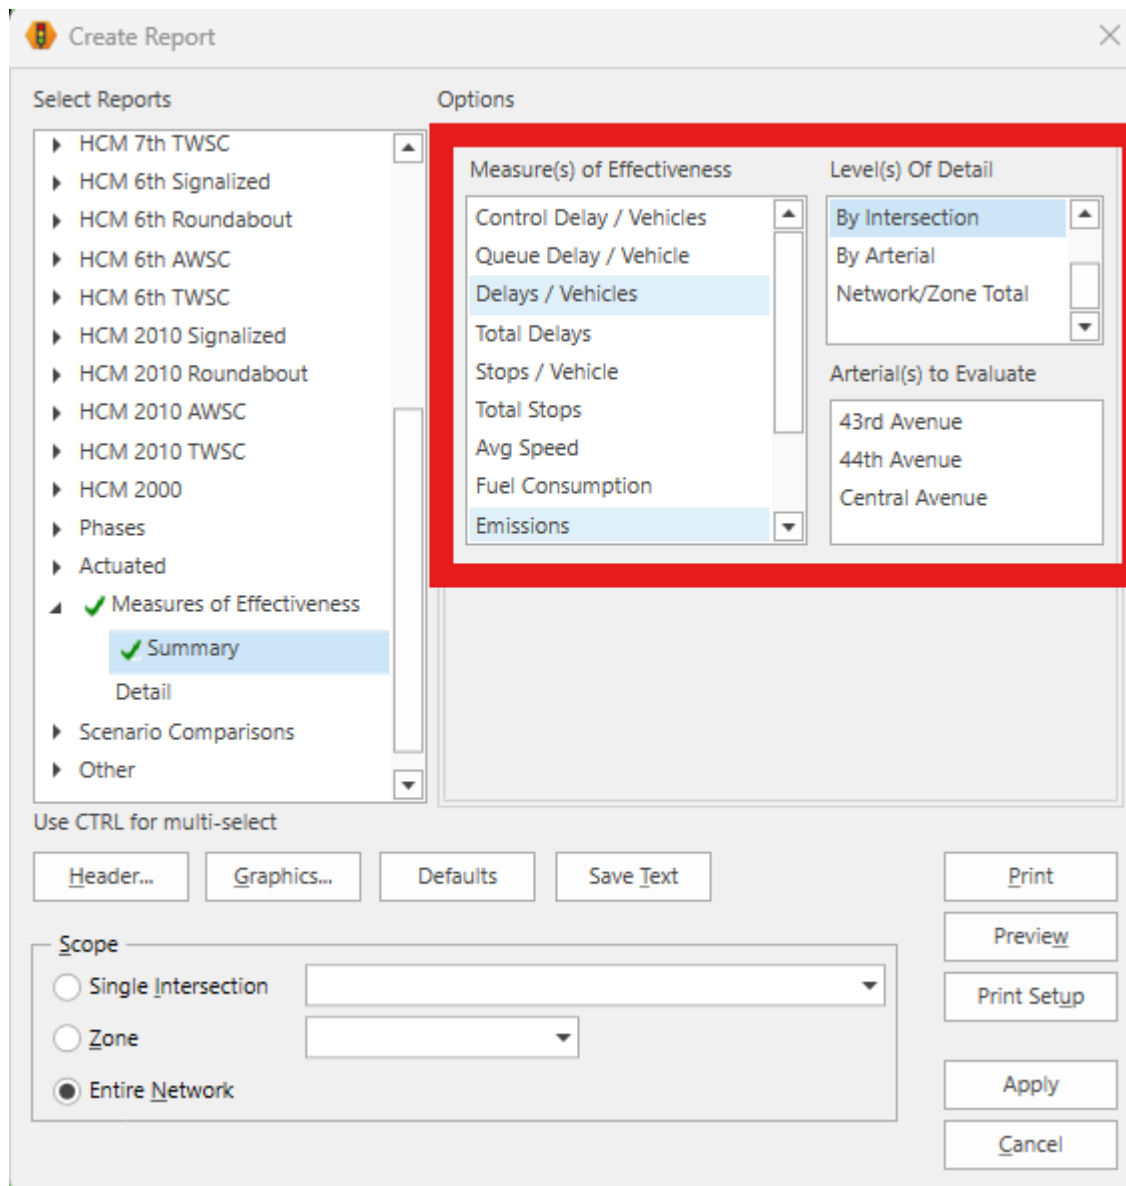 Create Report
Select Reports
HCM 7th TWSC
HCM 6th Signalized
HCM 6th Roundabout
HCM 6th AWSC
HCM 6th TWSC
HCM 2010 Signalized
HCM 2010 Roundabout
HCM 2010 AWSC
HCM 2010 TWSC
HCM 2000
Phases
Actuated
Measures of Effectiveness
Summary
Detail
Scenario Comparisons
Other
Options
Measure(s) of Effectiveness
Control Delay / Vehicles
Queue Delay / Vehicle
Delays / Vehicles
Total Delays
Stops / Vehicle
Total Stops
Avg Speed
Fuel Consumption
Emissions
Level(s) Of Detail
By Intersection
By Arterial
Network/Zone Total
Arterial(s) to Evaluate
43rd Avenue
44th Avenue
Central Avenue
Use CTRL for multi-select
Header...
Graphics...
Defaults
Save Text
Scope
Single Intersection
Zone
Entire Network
Print
Preview
Print Setup
Apply
Cancel